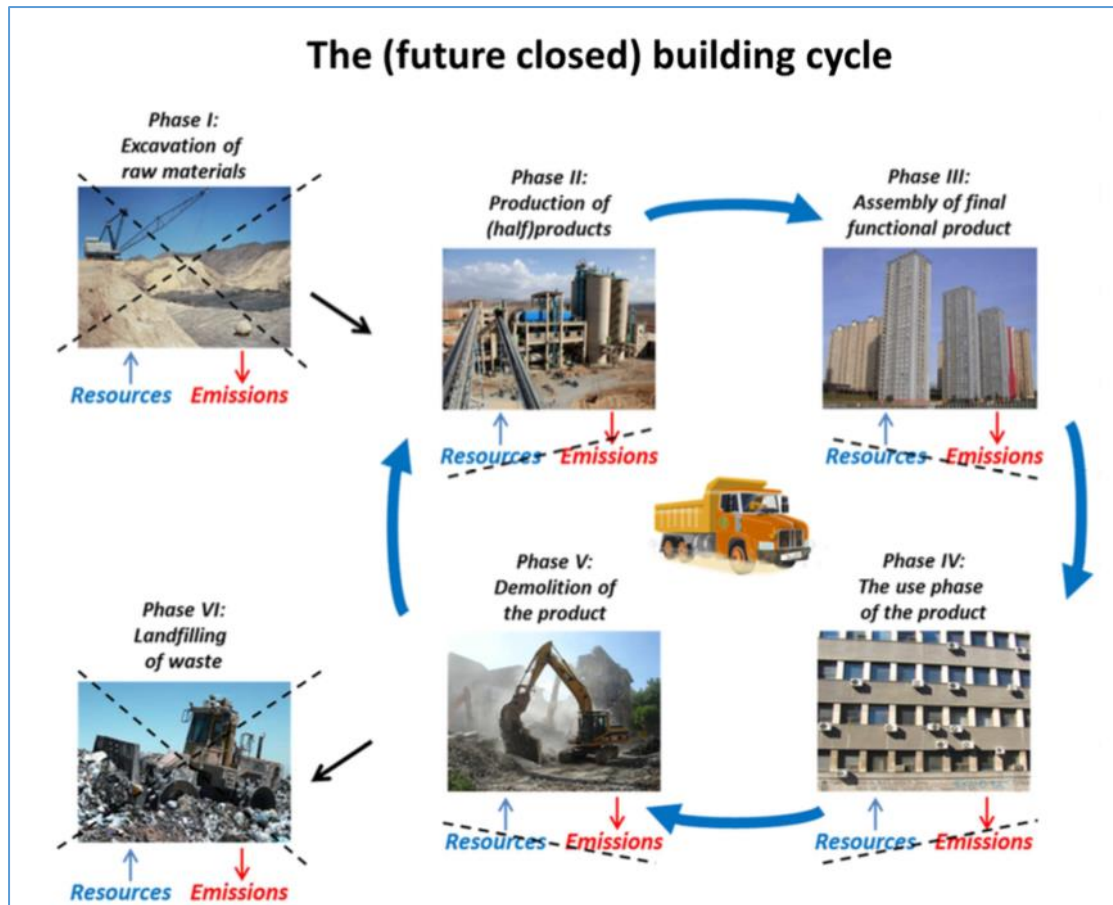 The (future closed) building cycle
Phase I:
Excavation of
raw materials
Resources Emissions
Phase II:
Production of
(half)products
Resources Emissions
Phase III:
Assembly of final
functional product
Resources Emissions
Phase IV:
The use phase
of the product
Resources Emissions
Phase V:
Demolition of
the product
Resources Emissions
Phase VI:
Landfilling
of waste
Resources Emissions